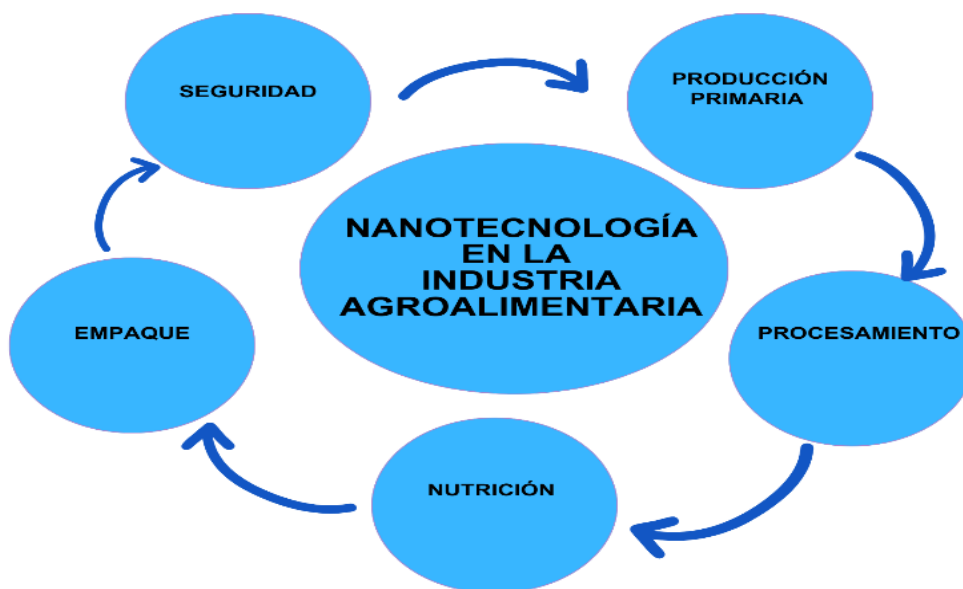 SEGURIDAD
PRODUCCIÓN
PRIMARIA
NANOTECNOLOGÍA
EN LA
INDUSTRIA
AGROALIMENTARIA
EMPAQUE
PROCESAMIENTO
NUTRICIÓN